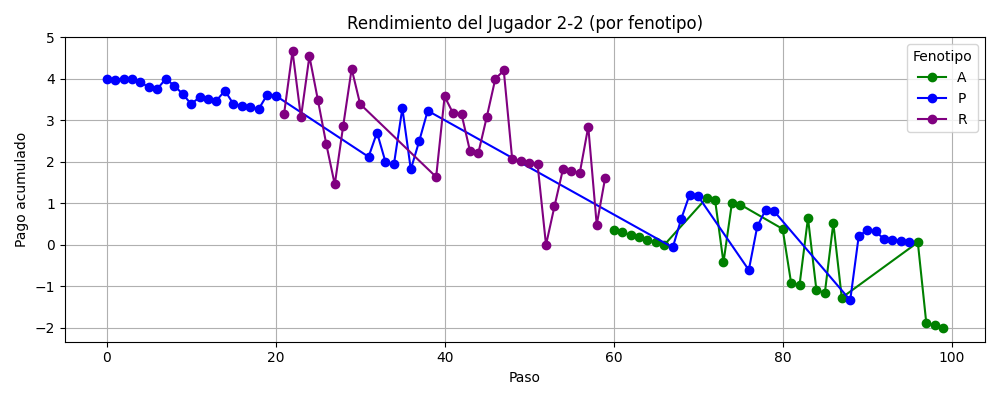 Rendimiento del Jugador 2-2 (por fenotipo)
Pago acumulado
5
4
3
2
1
0
−1
−2
0 20 40 60 80 100
Paso
Fenotipo
A
P
R